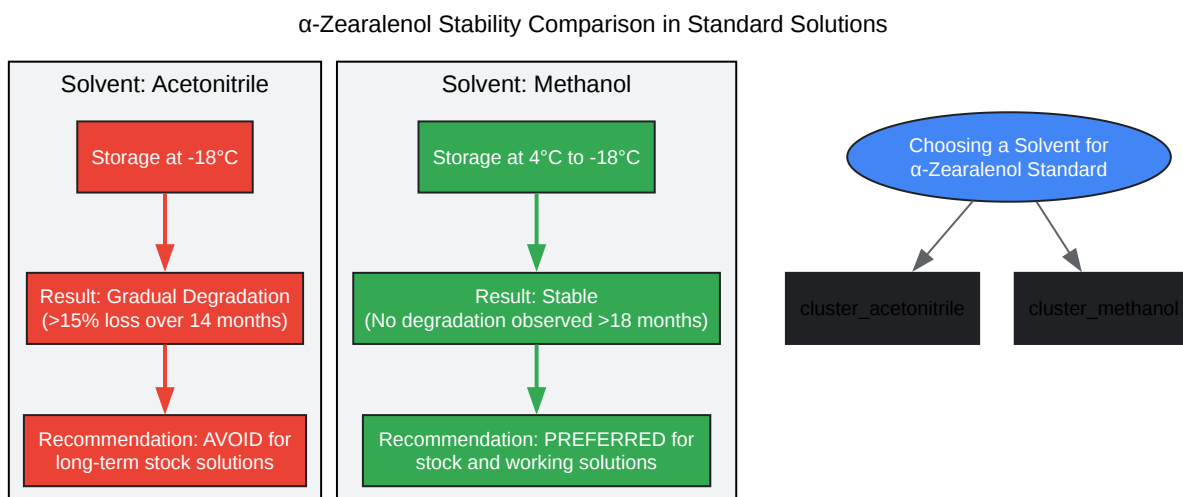 α-Zearalenol Stability Comparison in Standard Solutions
Solvent: Acetonitrile
Storage at -18°C
Result: Gradual Degradation
(>15% loss over 14 months)
Recommendation: AVOID for
long-term stock solutions
Solvent: Methanol
Storage at 4°C to -18°C
Result: Stable
(No degradation observed >18 months)
Recommendation: PREFERRED for
stock and working solutions
Choosing a Solvent for
α-Zearalenol Standard
cluster_acetonitrile
cluster_methanol